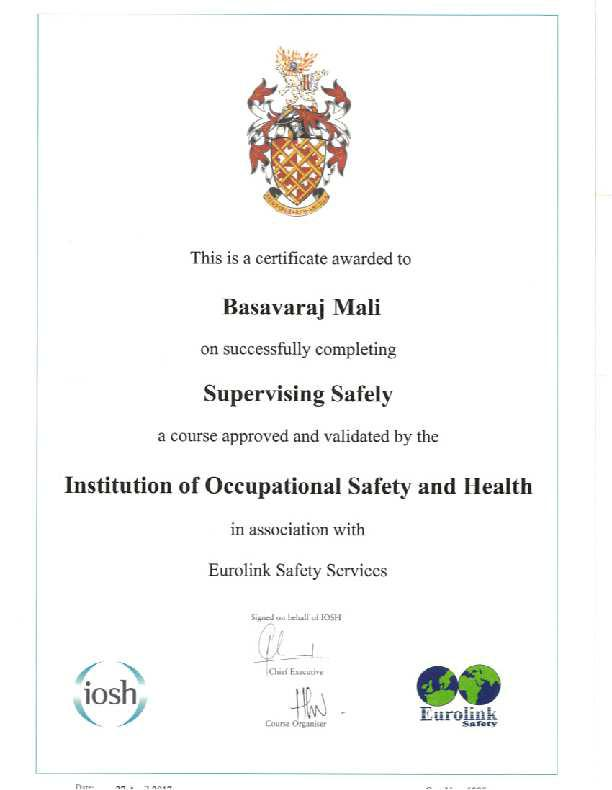 This is a certificate awarded to
Basavaraj Mali
on successfully completing
Supervising Safely
a course approved and validated by the
Institution of Occupational Safety and Health
in association with
Eurolink Safety Services
Signed on behalf of IOSH
Chief Executive
Course Organiser
iosh
Eurolink
Safety